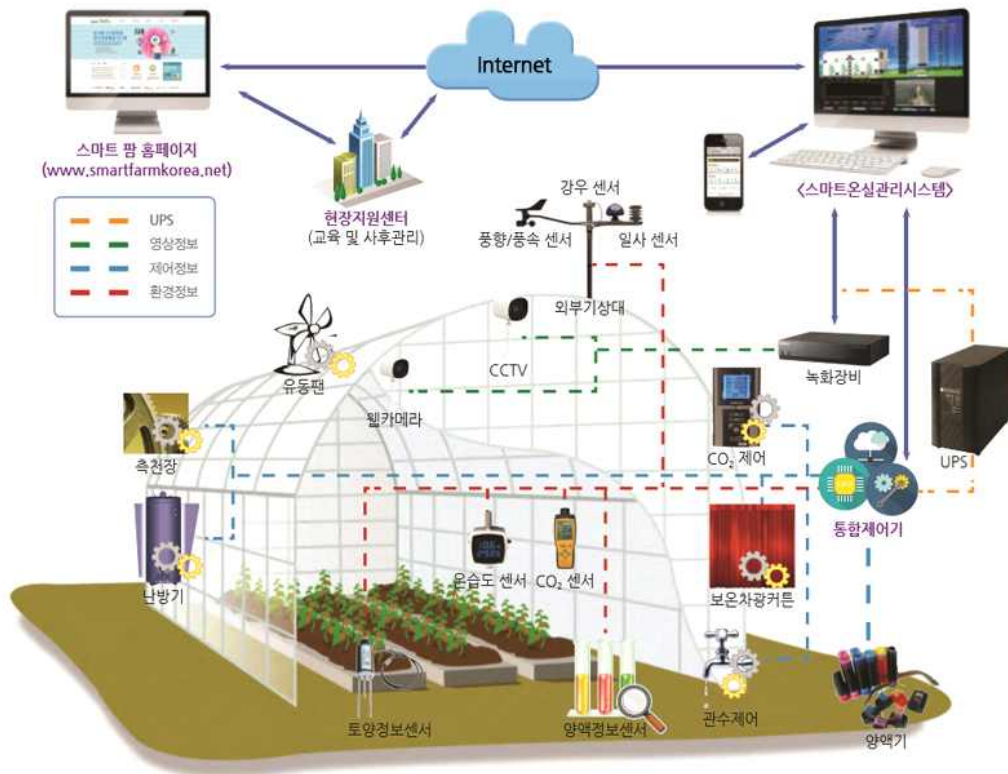 Internet
스마트 팜 홈페이지
(www.smartfarmkorea.net)
현장지원센터
(교육 및 사후관리)
<스마트온실관리시스템>
UPS
영상정보
제어정보
환경정보
강우 센서
풍향/풍속 센서
일사 센서
외부기상대
유동팬
CCTV
웹카메라
녹화장비
UPS
측천장
CO₂ 제어
통합제어기
난방기
온습도 센서
CO₂ 센서
보온차광커튼
토양정보센서
양액정보센서
관수제어
양액기